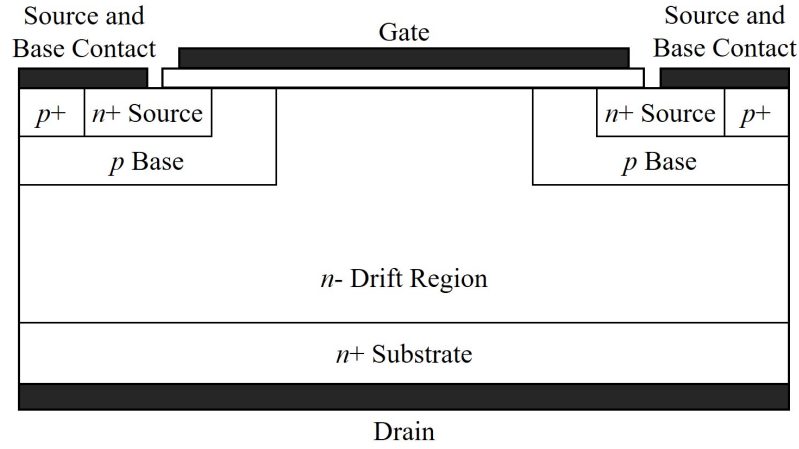 Source and
Base Contact
Gate
Source and
Base Contact
p+
n+ Source
n+ Source
p+
p Base
p Base
n- Drift Region
n+ Substrate
Drain